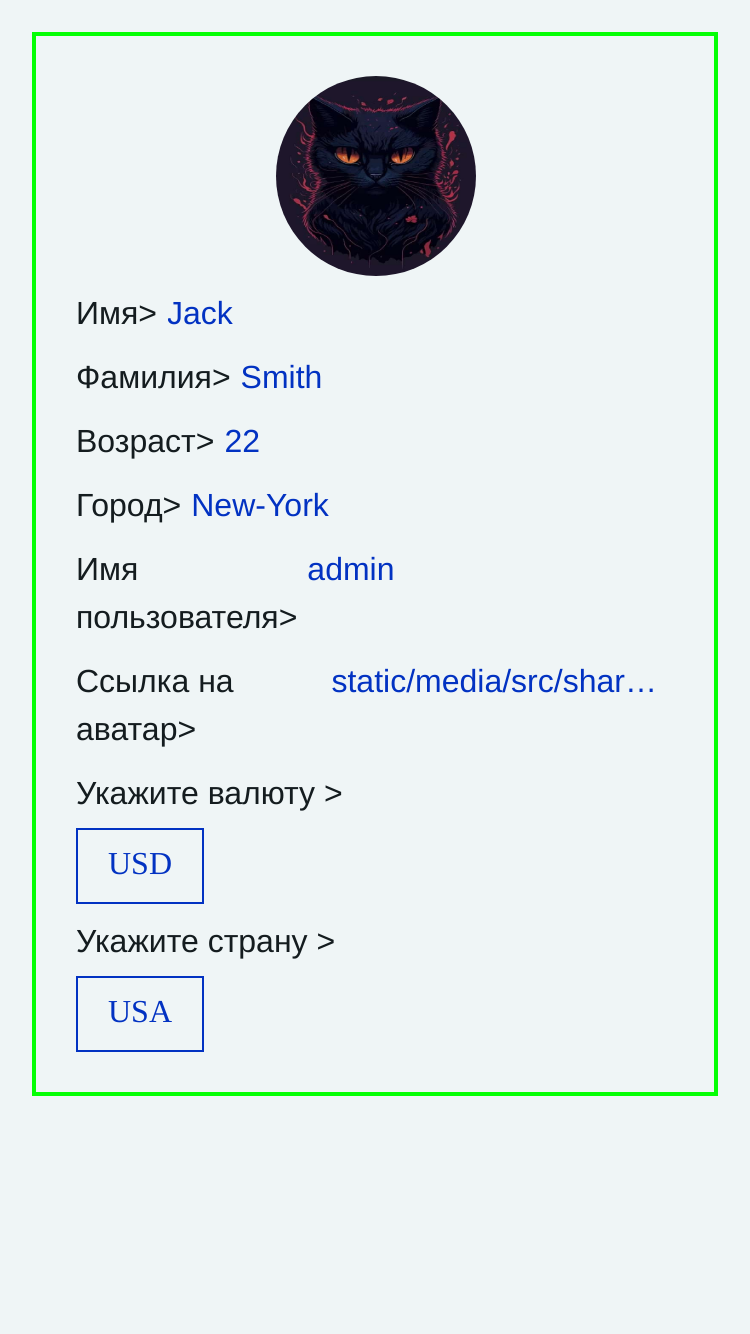 Имя> Jack
Фамилия> Smith
Возраст> 22
Город> New-York
Имя admin
пользователя>
Ссылка на static/media/src/shar…
аватар>
Укажите валюту >
USD
Укажите страну >
USA